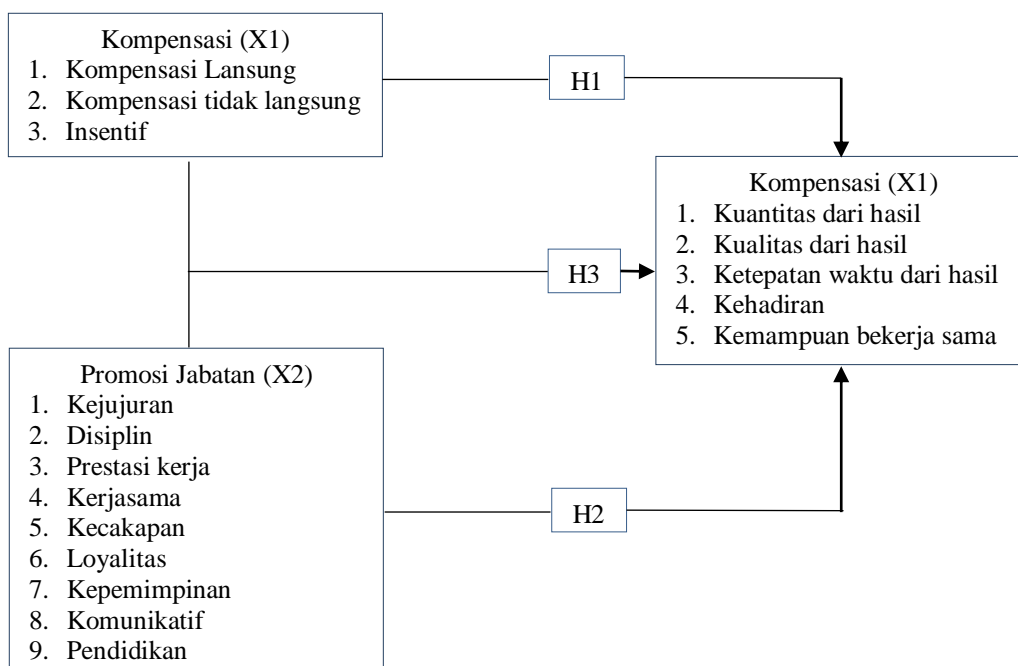 Kompensasi (X1)
1. Kompensasi Lansung
2. Kompensasi tidak langsung
3. Insentif
H1
Kompensasi (X1)
1. Kuantitas dari hasil
2. Kualitas dari hasil
3. Ketepatan waktu dari hasil
4. Kehadiran
5. Kemampuan bekerja sama
H3
Promosi Jabatan (X2)
1. Kejujuran
2. Disiplin
3. Prestasi kerja
4. Kerjasama
5. Kecakapan
6. Loyalitas
7. Kepemimpinan
8. Komunikatif
9. Pendidikan
H2